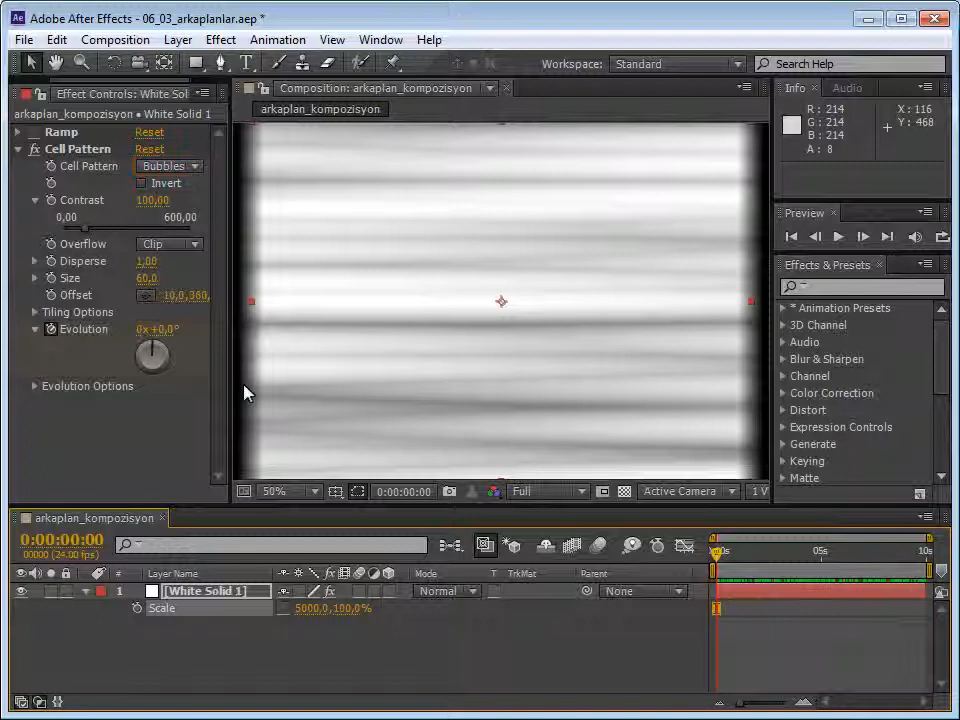 Adobe After Effects - 06_03_arkaplanlar.aep *
File Edit Composition Layer Effect Animation View Window Help
Workspace: Standard Search Help
Effect Controls: White Sol
Composition: arkaplan_kompozisyon
Info Audio
arkaplan_kompozisyon • White Solid 1
arkaplan_kompozisyon
R : 214
G : 214
B : 214
A : 8
X : 116
Y : 468
Ramp Reset
Cell Pattern Reset
Cell Pattern Bubbles
Invert
Contrast 100,00
0,00 600,00
Overflow Clip
Disperse 1,00
Size 60,0
Offset 10,0,360,
Tiling Options
Evolution 0x+0,0°
Evolution Options
Preview
Effects & Presets
* Animation Presets
3D Channel
Audio
Blur & Sharpen
Channel
Color Correction
Distort
Expression Controls
Generate
Keying
Matte
50% 0:00:00:00 Full Active Camera 1 V
arkaplan_kompozisyon
0:00:00:00
00000 (24.00 fps)
05s 10s
# Layer Name Mode T TrkMat Parent
1 [White Solid 1] Normal None
Scale 5000,0,100,0%